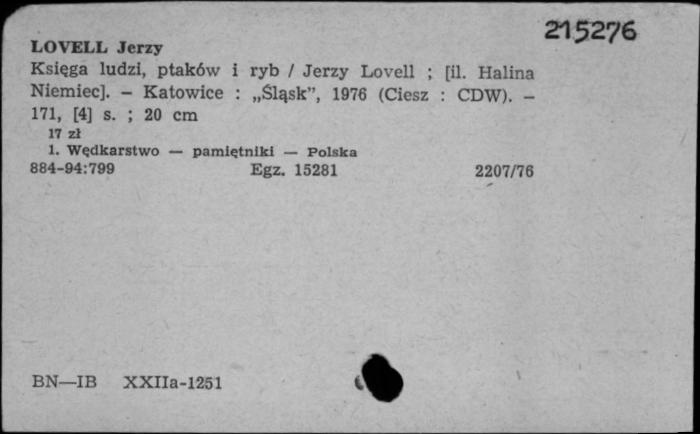 215276
LOVELL Jerzy
Księga ludzi, ptaków i ryb / Jerzy Lovell ; [il. Halina
Niemiec]. — Katowice : „Śląsk”, 1976 (Ciesz : CDW). —
171, [4] s. ; 20 cm
17 zł
1. Wędkarstwo — pamiętniki — Polska
884-94:799 Egz. 15281 2207/76
BN—IB XXIIa-1251